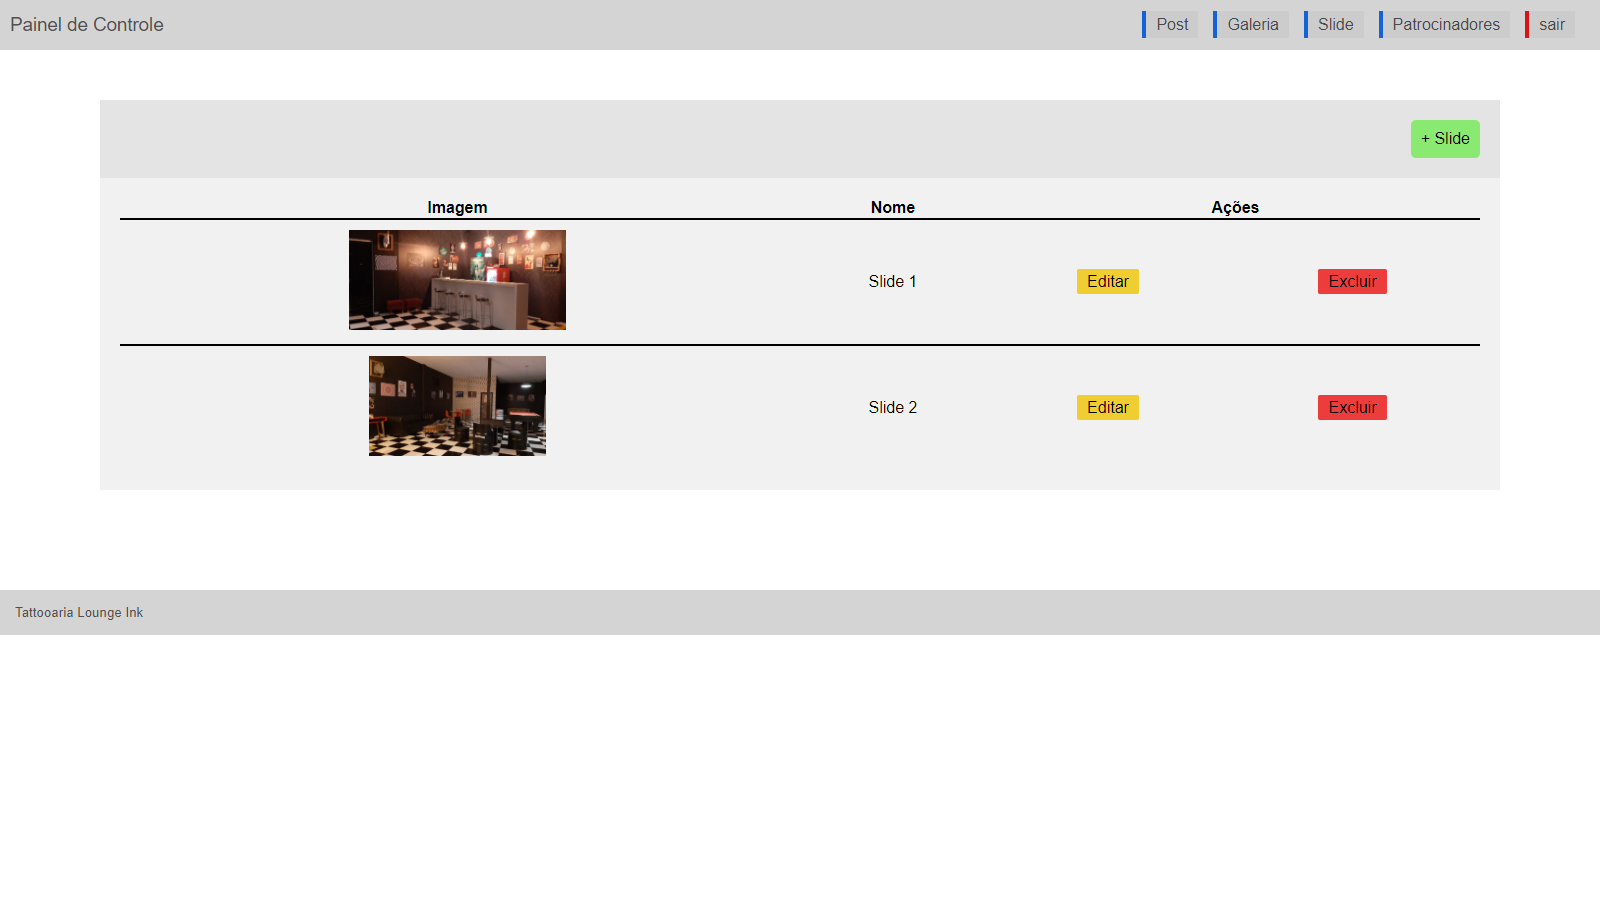 Painel de Controle
Post Galeria Slide Patrocinadores sair
+ Slide
Imagem Nome Ações
Slide 1 Editar Excluir
Slide 2 Editar Excluir
Tattooaria Lounge Ink